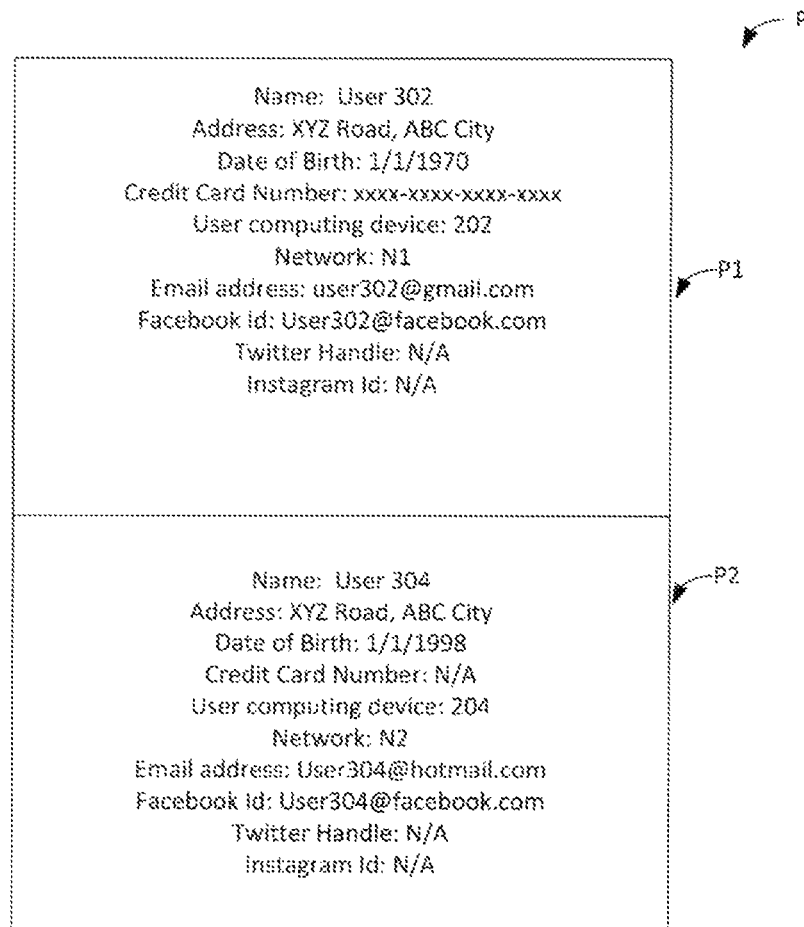 P
Name: User 302
Address: XYZ Road, ABC City
Date of Birth: 1/1/1970
Credit Card Number: xxxx-xxxx-xxxx-xxxx
User computing device: 202
Network: N1
Email address: user302@gmail.com
Facebook Id: User302@facebook.com
Twitter Handle: N/A
Instagram Id: N/A
P1
Name: User 304
Address: XYZ Road, ABC City
Date of Birth: 1/1/1998
Credit Card Number: N/A
User computing device: 204
Network: N2
Email address: User304@hotmail.com
Facebook Id: User304@facebook.com
Twitter Handle: N/A
Instagram Id: N/A
P2